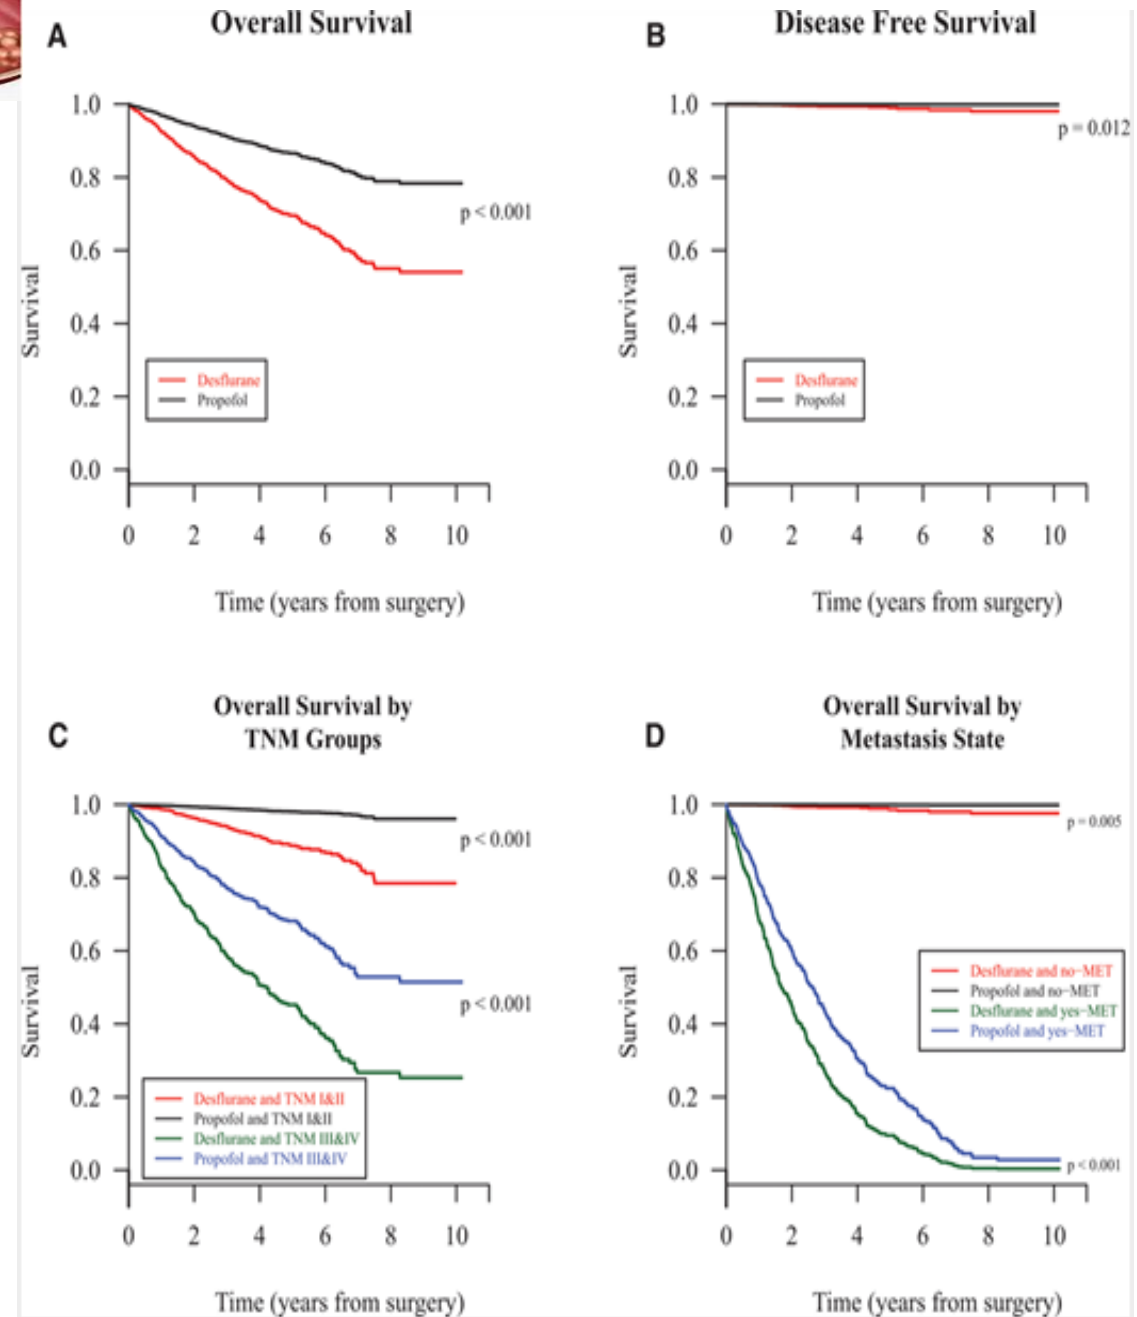 A
Overall Survival
Survival
1.0
0.8
0.6
0.4
0.2
0.0
p < 0.001
Desflurane
Propofol
0 2 4 6 8 10
Time (years from surgery)
B
Disease Free Survival
Survival
1.0
0.8
0.6
0.4
0.2
0.0
p = 0.012
Desflurane
Propofol
0 2 4 6 8 10
Time (years from surgery)
C
Overall Survival by
TNM Groups
Survival
1.0
0.8
0.6
0.4
0.2
0.0
p < 0.001
p < 0.001
Desflurane and TNM I&II
Propofol and TNM I&II
Desflurane and TNM III&IV
Propofol and TNM III&IV
0 2 4 6 8 10
Time (years from surgery)
D
Overall Survival by
Metastasis State
Survival
1.0
0.8
0.6
0.4
0.2
0.0
p = 0.005
Desflurane and no−MET
Propofol and no−MET
Desflurane and yes−MET
Propofol and yes−MET
p < 0.001
0 2 4 6 8 10
Time (years from surgery)